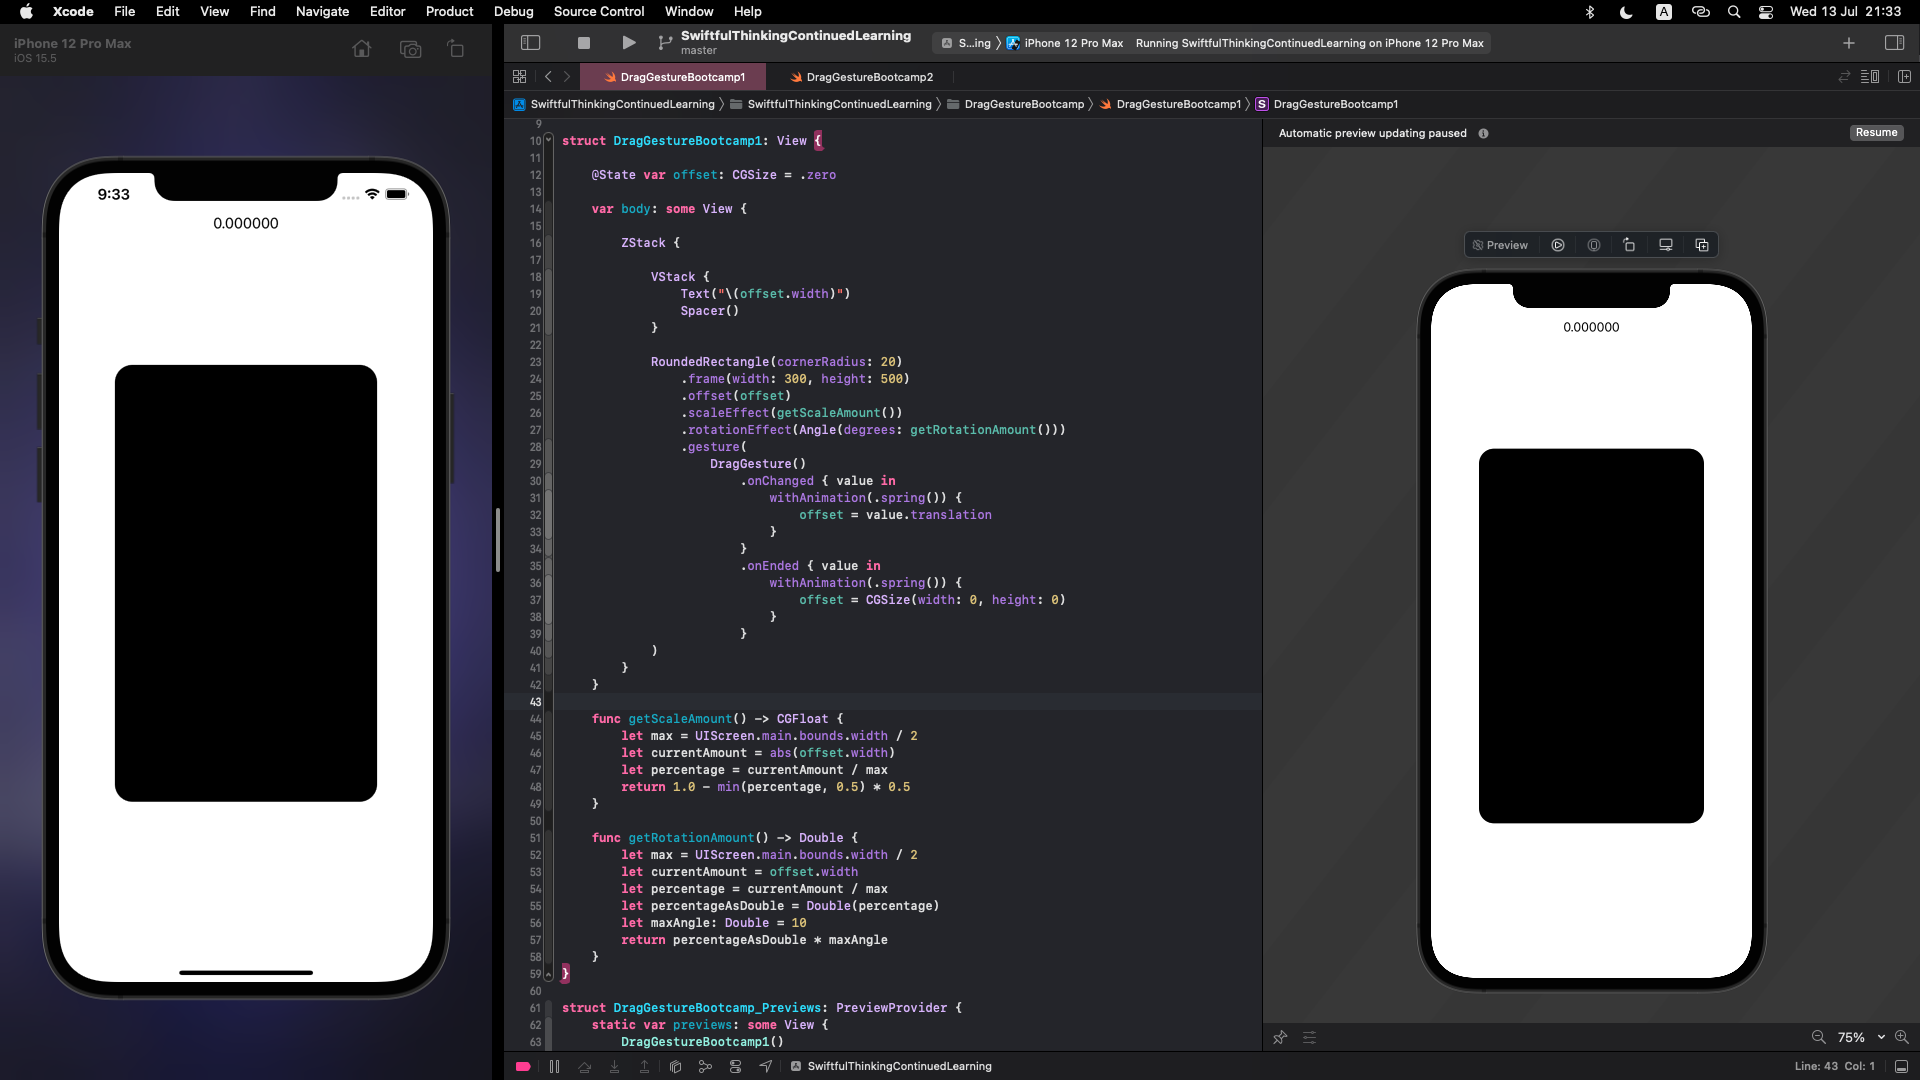 Xcode File Edit View Find Navigate Editor Product Debug Source Control Window Help
A Wed 13 Jul 21:33
iPhone 12 Pro Max
iOS 15.5
SwiftfulThinkingContinuedLearning
master
S...ing iPhone 12 Pro Max Running SwiftfulThinkingContinuedLearning on iPhone 12 Pro Max
DragGestureBootcamp1 DragGestureBootcamp2
SwiftfulThinkingContinuedLearning SwiftfulThinkingContinuedLearning DragGestureBootcamp DragGestureBootcamp1 S DragGestureBootcamp1
9:33
0.000000
9
10 struct DragGestureBootcamp1: View {
11
12 @State var offset: CGSize = .zero
13
14 var body: some View {
15
16 ZStack {
17
18 VStack {
19 Text("\(offset.width)")
20 Spacer()
21 }
22
23 RoundedRectangle(cornerRadius: 20)
24 .frame(width: 300, height: 500)
25 .offset(offset)
26 .scaleEffect(getScaleAmount())
27 .rotationEffect(Angle(degrees: getRotationAmount()))
28 .gesture(
29 DragGesture()
30 .onChanged { value in
31 withAnimation(.spring()) {
32 offset = value.translation
33 }
34 }
35 .onEnded { value in
36 withAnimation(.spring()) {
37 offset = CGSize(width: 0, height: 0)
38 }
39 }
40 )
41 }
42 }
43
44 func getScaleAmount() -> CGFloat {
45 let max = UIScreen.main.bounds.width / 2
46 let currentAmount = abs(offset.width)
47 let percentage = currentAmount / max
48 return 1.0 - min(percentage, 0.5) * 0.5
49 }
50
51 func getRotationAmount() -> Double {
52 let max = UIScreen.main.bounds.width / 2
53 let currentAmount = offset.width
54 let percentage = currentAmount / max
55 let percentageAsDouble = Double(percentage)
56 let maxAngle: Double = 10
57 return percentageAsDouble * maxAngle
58 }
59 }
60
61 struct DragGestureBootcamp_Previews: PreviewProvider {
62 static var previews: some View {
63 DragGestureBootcamp1()
Automatic preview updating paused
Resume
Preview
0.000000
75%
SwiftfulThinkingContinuedLearning
Line: 43 Col: 1